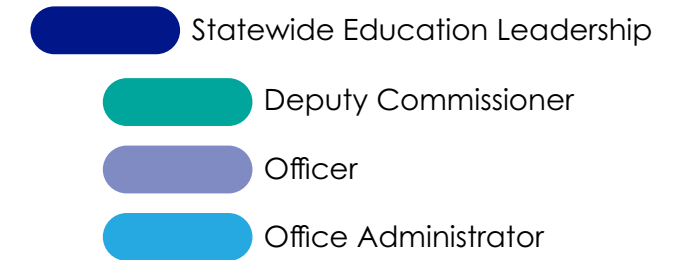 Statewide Education Leadership
Deputy Commissioner
Officer
Office Administrator